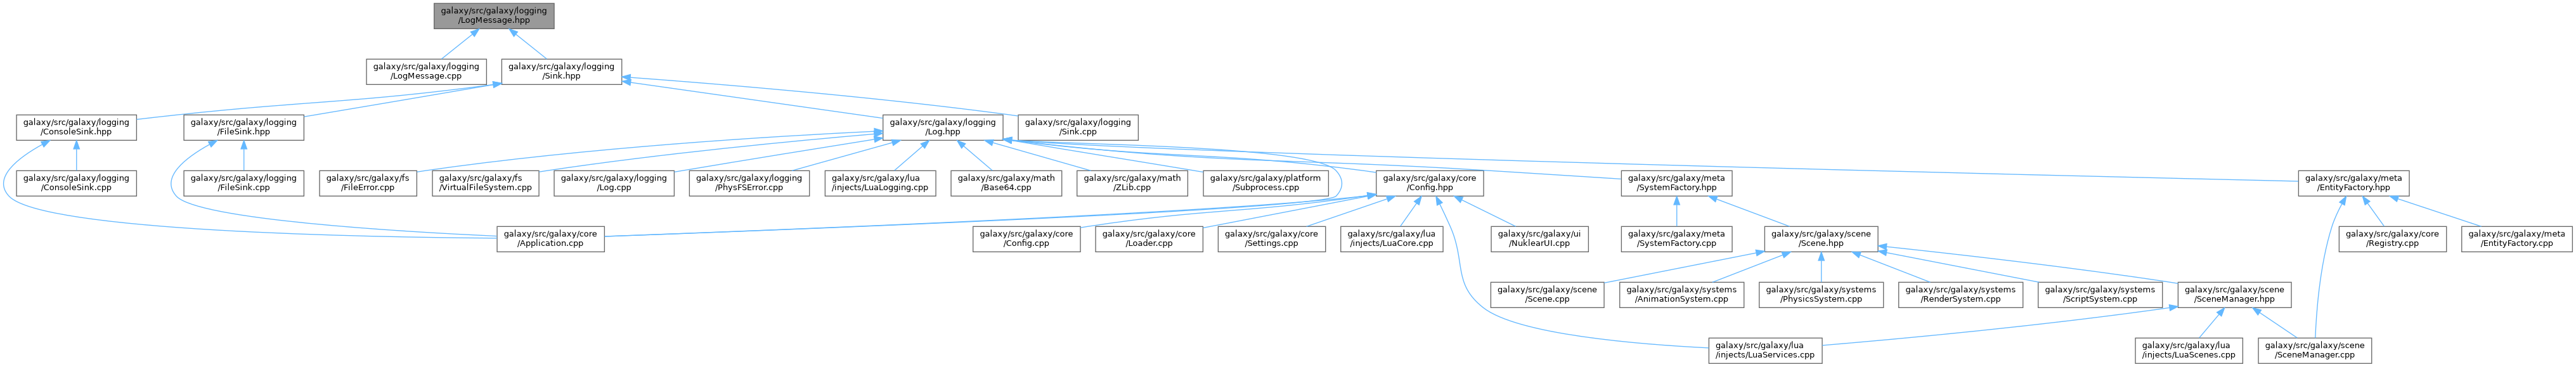 galaxy/src/galaxy/logging
/LogMessage.hpp
galaxy/src/galaxy/logging
/LogMessage.cpp
galaxy/src/galaxy/logging
/Sink.hpp
galaxy/src/galaxy/logging
/ConsoleSink.hpp
galaxy/src/galaxy/logging
/FileSink.hpp
galaxy/src/galaxy/logging
/Log.hpp
galaxy/src/galaxy/logging
/Sink.cpp
galaxy/src/galaxy/logging
/ConsoleSink.cpp
galaxy/src/galaxy/logging
/FileSink.cpp
galaxy/src/galaxy/fs
/FileError.cpp
galaxy/src/galaxy/fs
/VirtualFileSystem.cpp
galaxy/src/galaxy/logging
/Log.cpp
galaxy/src/galaxy/logging
/PhysFSError.cpp
galaxy/src/galaxy/lua
/injects/LuaLogging.cpp
galaxy/src/galaxy/math
/Base64.cpp
galaxy/src/galaxy/math
/ZLib.cpp
galaxy/src/galaxy/platform
/Subprocess.cpp
galaxy/src/galaxy/core
/Config.hpp
galaxy/src/galaxy/meta
/SystemFactory.hpp
galaxy/src/galaxy/meta
/EntityFactory.hpp
galaxy/src/galaxy/core
/Application.cpp
galaxy/src/galaxy/core
/Config.cpp
galaxy/src/galaxy/core
/Loader.cpp
galaxy/src/galaxy/core
/Settings.cpp
galaxy/src/galaxy/lua
/injects/LuaCore.cpp
galaxy/src/galaxy/ui
/NuklearUI.cpp
galaxy/src/galaxy/meta
/SystemFactory.cpp
galaxy/src/galaxy/scene
/Scene.hpp
galaxy/src/galaxy/core
/Registry.cpp
galaxy/src/galaxy/meta
/EntityFactory.cpp
galaxy/src/galaxy/scene
/Scene.cpp
galaxy/src/galaxy/systems
/AnimationSystem.cpp
galaxy/src/galaxy/systems
/PhysicsSystem.cpp
galaxy/src/galaxy/systems
/RenderSystem.cpp
galaxy/src/galaxy/systems
/ScriptSystem.cpp
galaxy/src/galaxy/scene
/SceneManager.hpp
galaxy/src/galaxy/lua
/injects/LuaServices.cpp
galaxy/src/galaxy/lua
/injects/LuaScenes.cpp
galaxy/src/galaxy/scene
/SceneManager.cpp